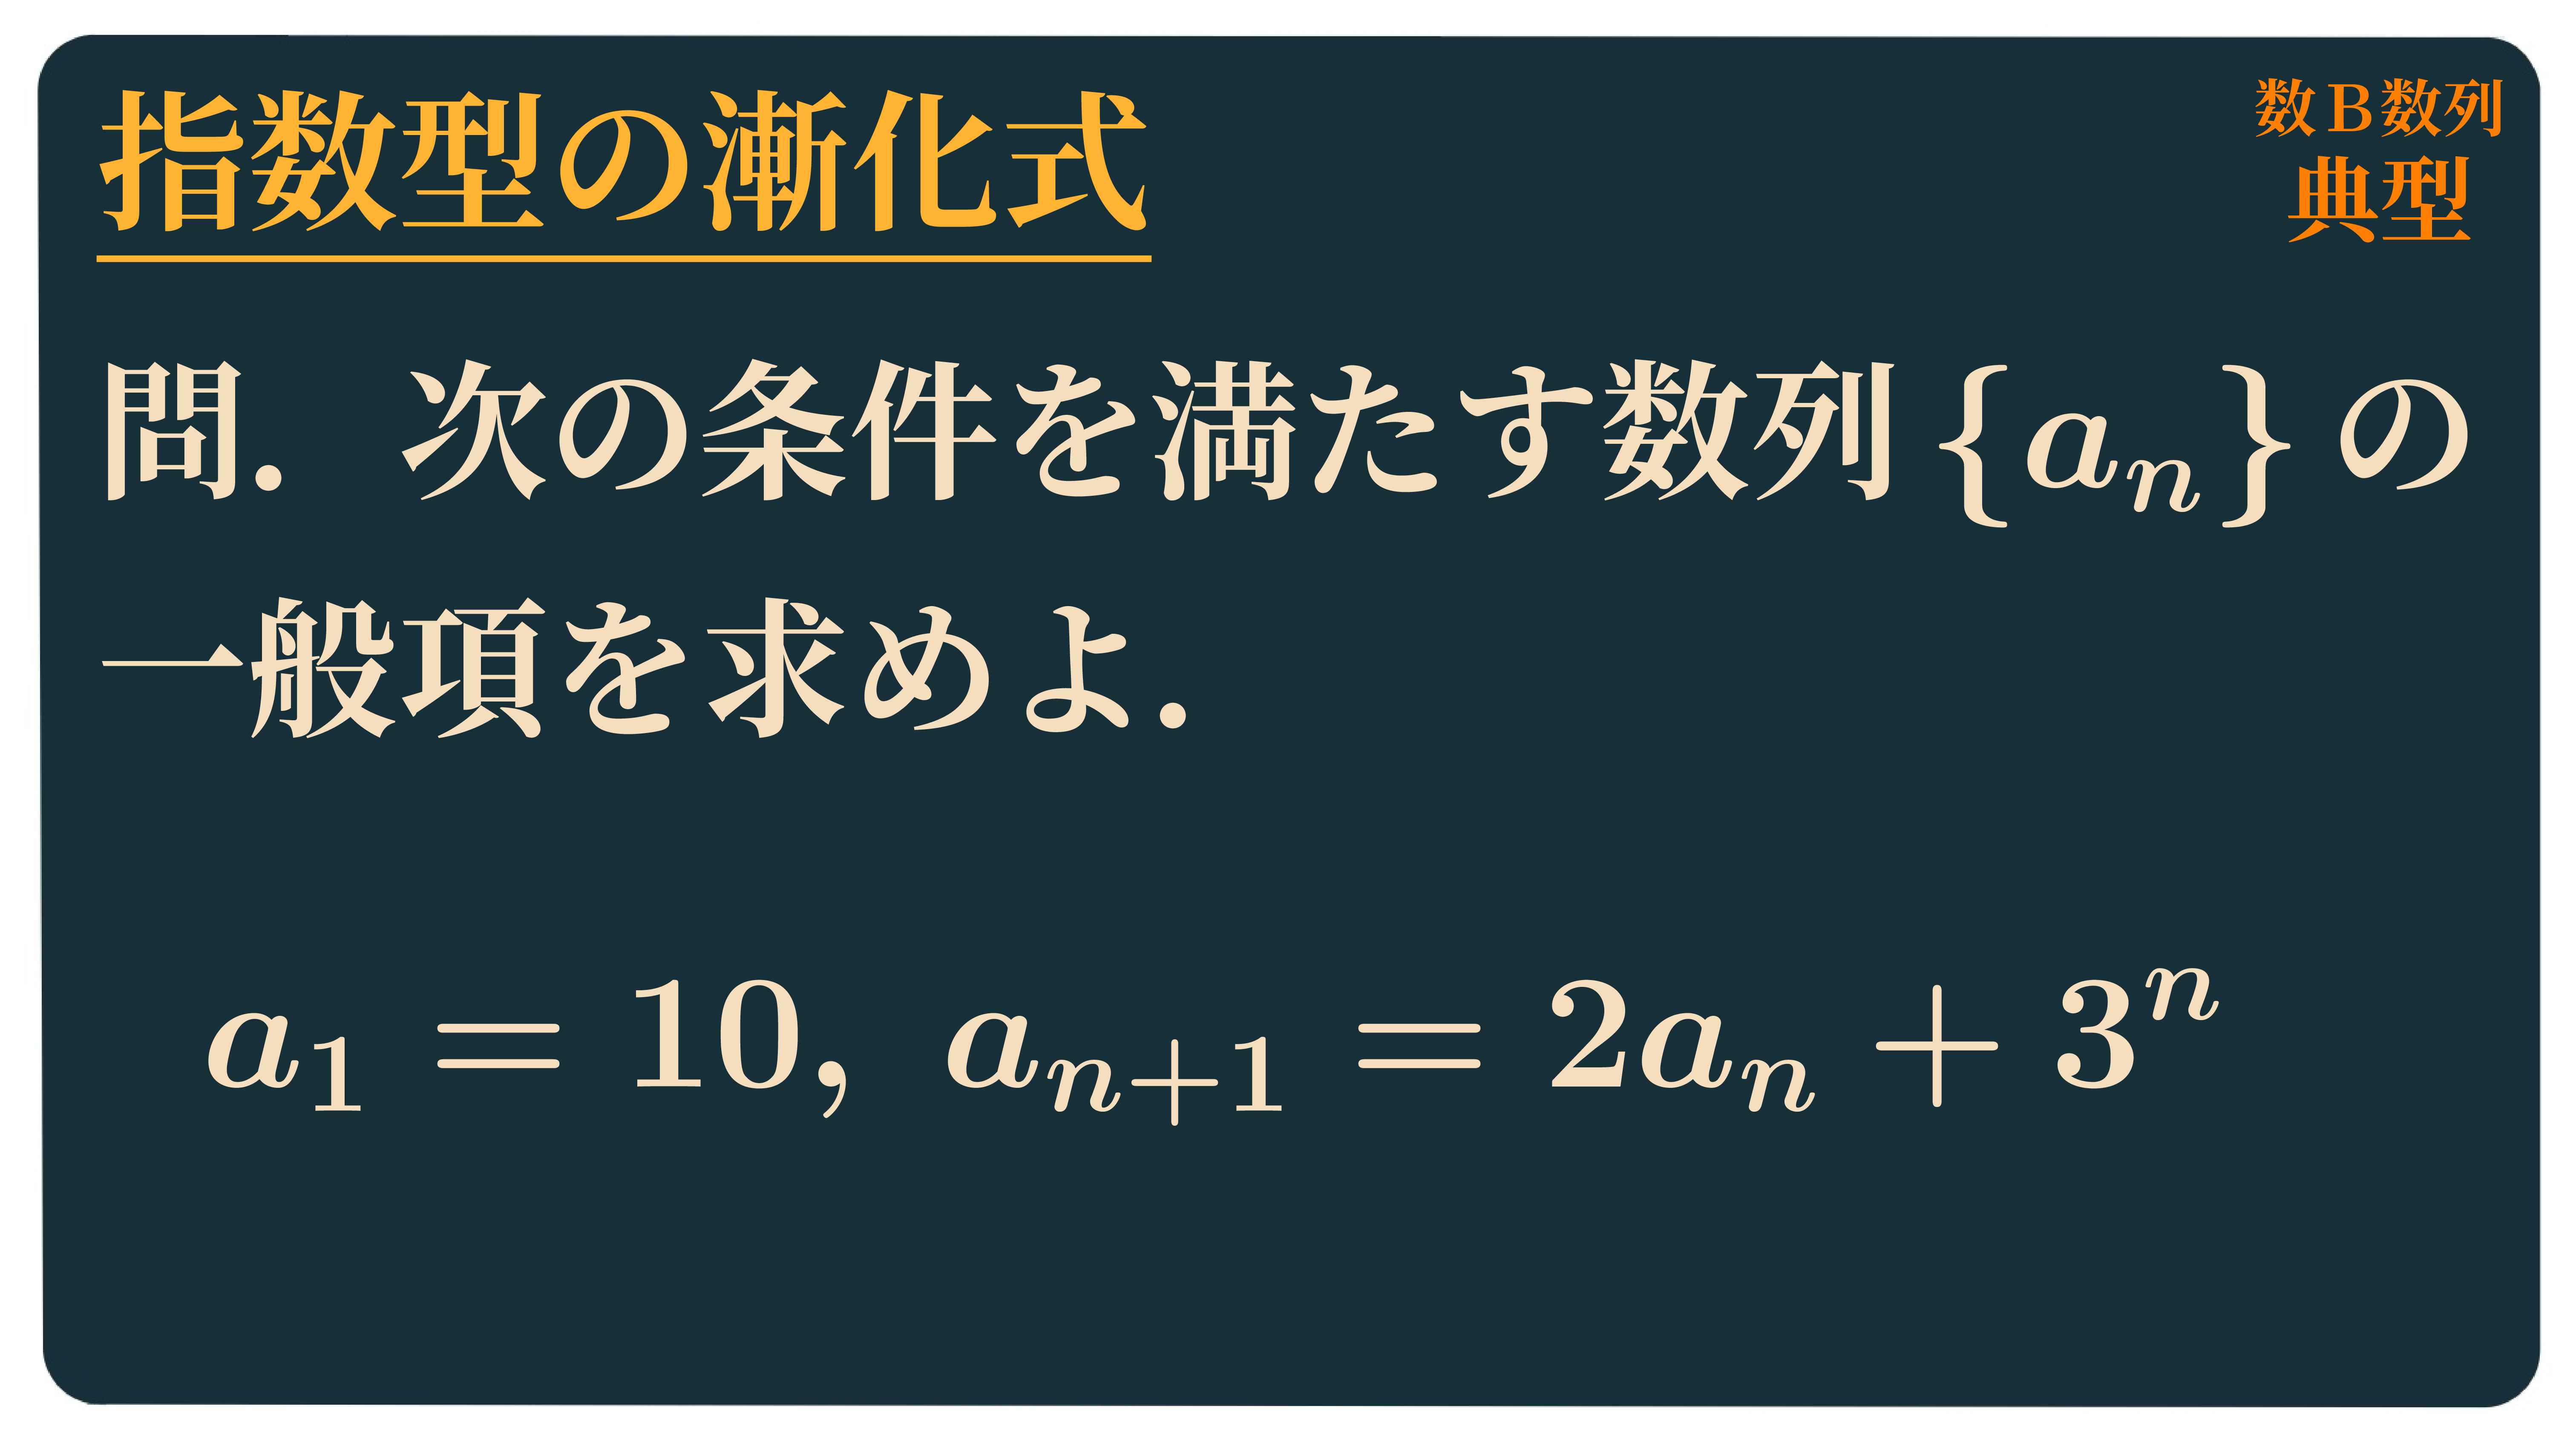 指数型の漸化式
数B数列
典型
問. 次の条件を満たす数列 {aₙ} の
一般項を求めよ.
a₁ = 10, aₙ₊₁ = 2aₙ + 3ⁿ